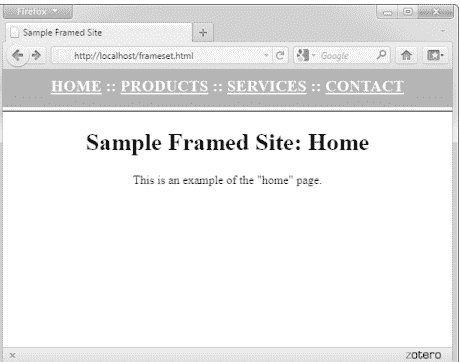 Firefox
Sample Framed Site
http://localhost/frameset.html
Google
HOME :: PRODUCTS :: SERVICES :: CONTACT
Sample Framed Site: Home
This is an example of the "home" page.
zotero